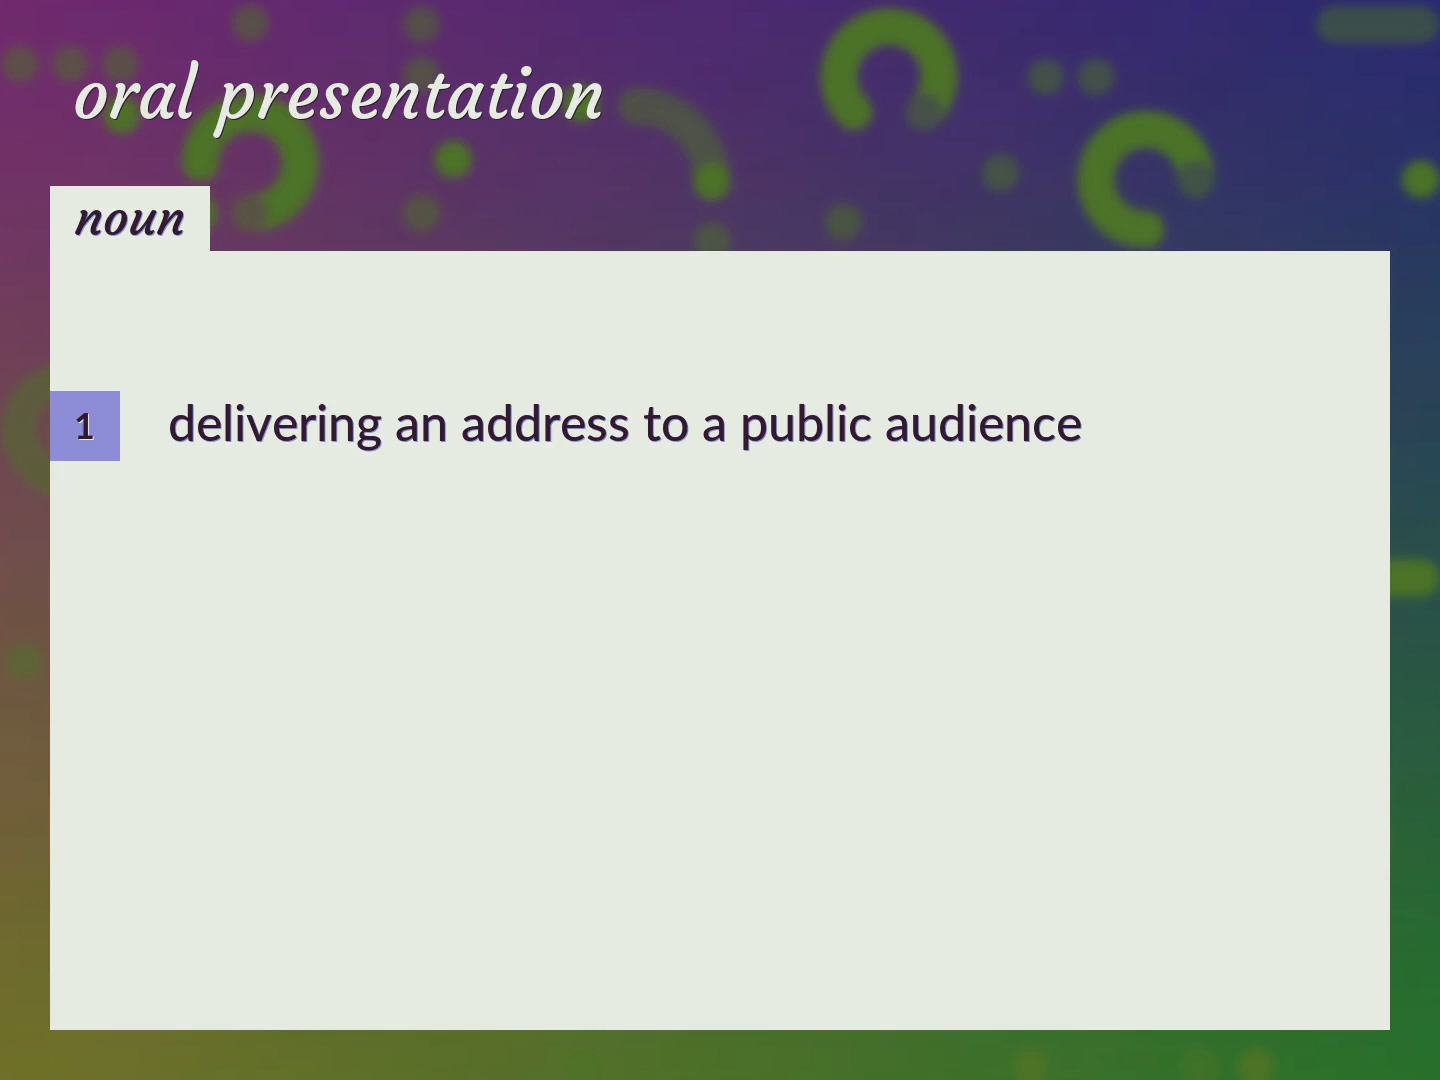 oral presentation
noun
1 delivering an address to a public audience